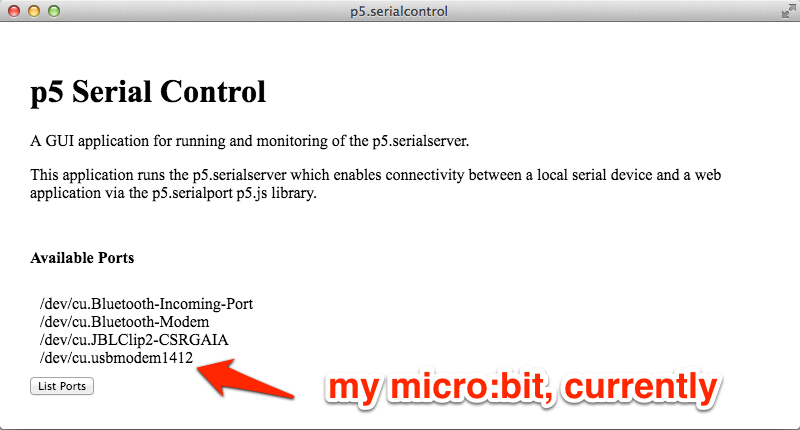 p5.serialcontrol
p5 Serial Control
A GUI application for running and monitoring of the p5.serialserver.
This application runs the p5.serialserver which enables connectivity between a local serial device and a web
application via the p5.serialport p5.js library.
Available Ports
/dev/cu.Bluetooth-Incoming-Port
/dev/cu.Bluetooth-Modem
/dev/cu.JBLClip2-CSRGAIA
/dev/cu.usbmodem1412
List Ports
my micro:bit, currently